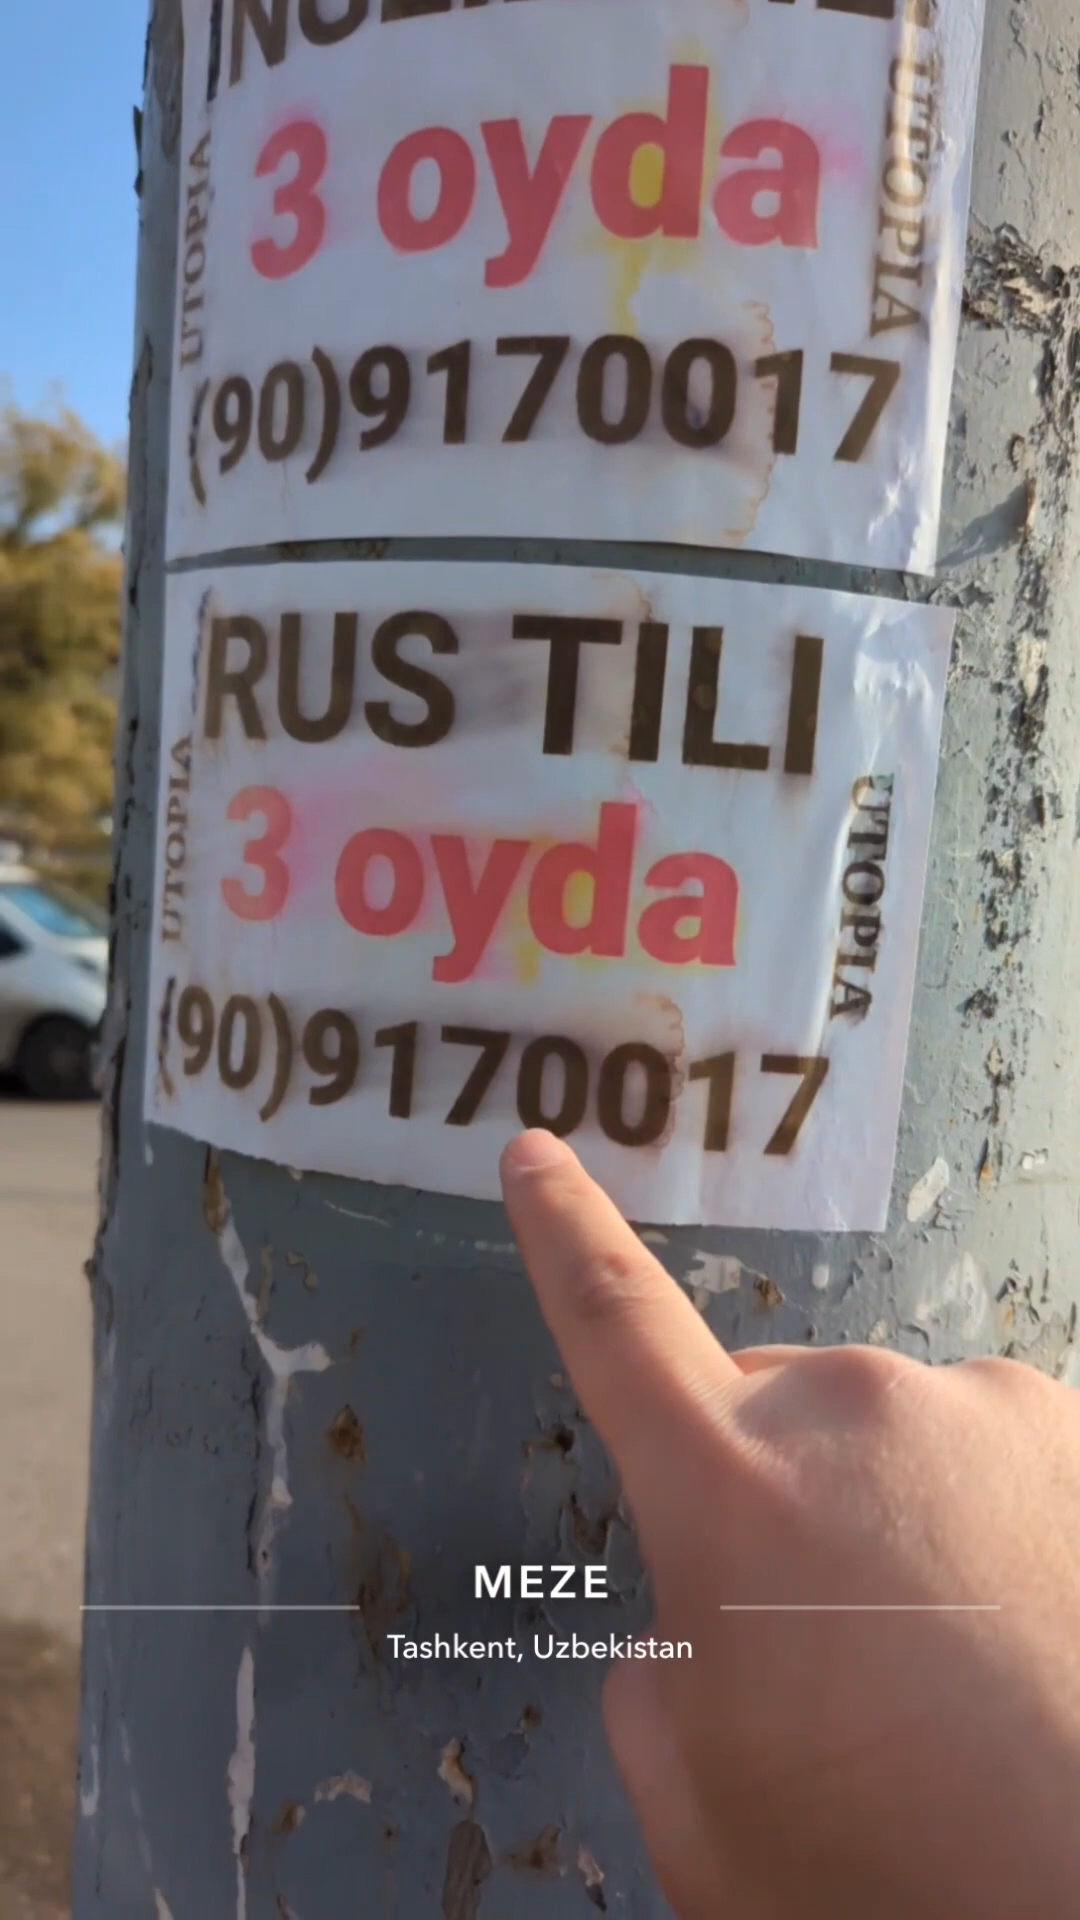 3 oyda
(90)9170017
UTOPIA
UTOPIA
RUS TILI
3 oyda
(90)9170017
UTOPIA
UTOPIA
MEZE
Tashkent, Uzbekistan